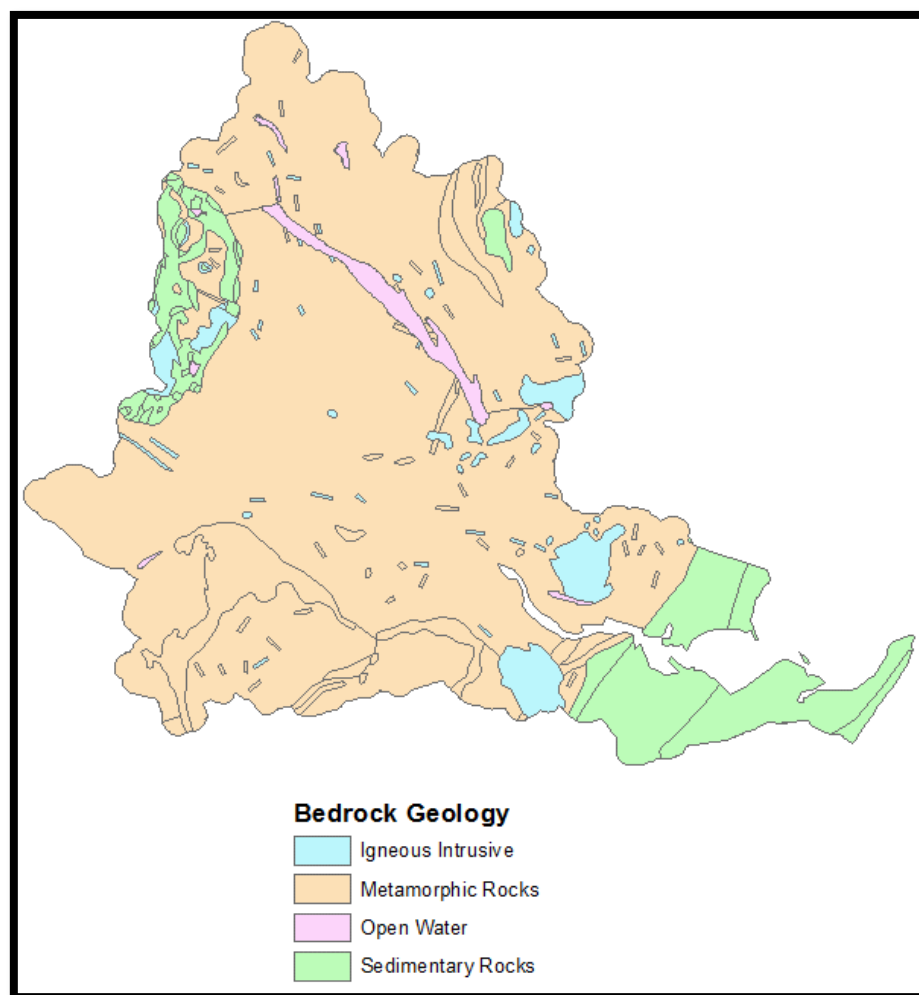 Bedrock Geology
Igneous Intrusive
Metamorphic Rocks
Open Water
Sedimentary Rocks